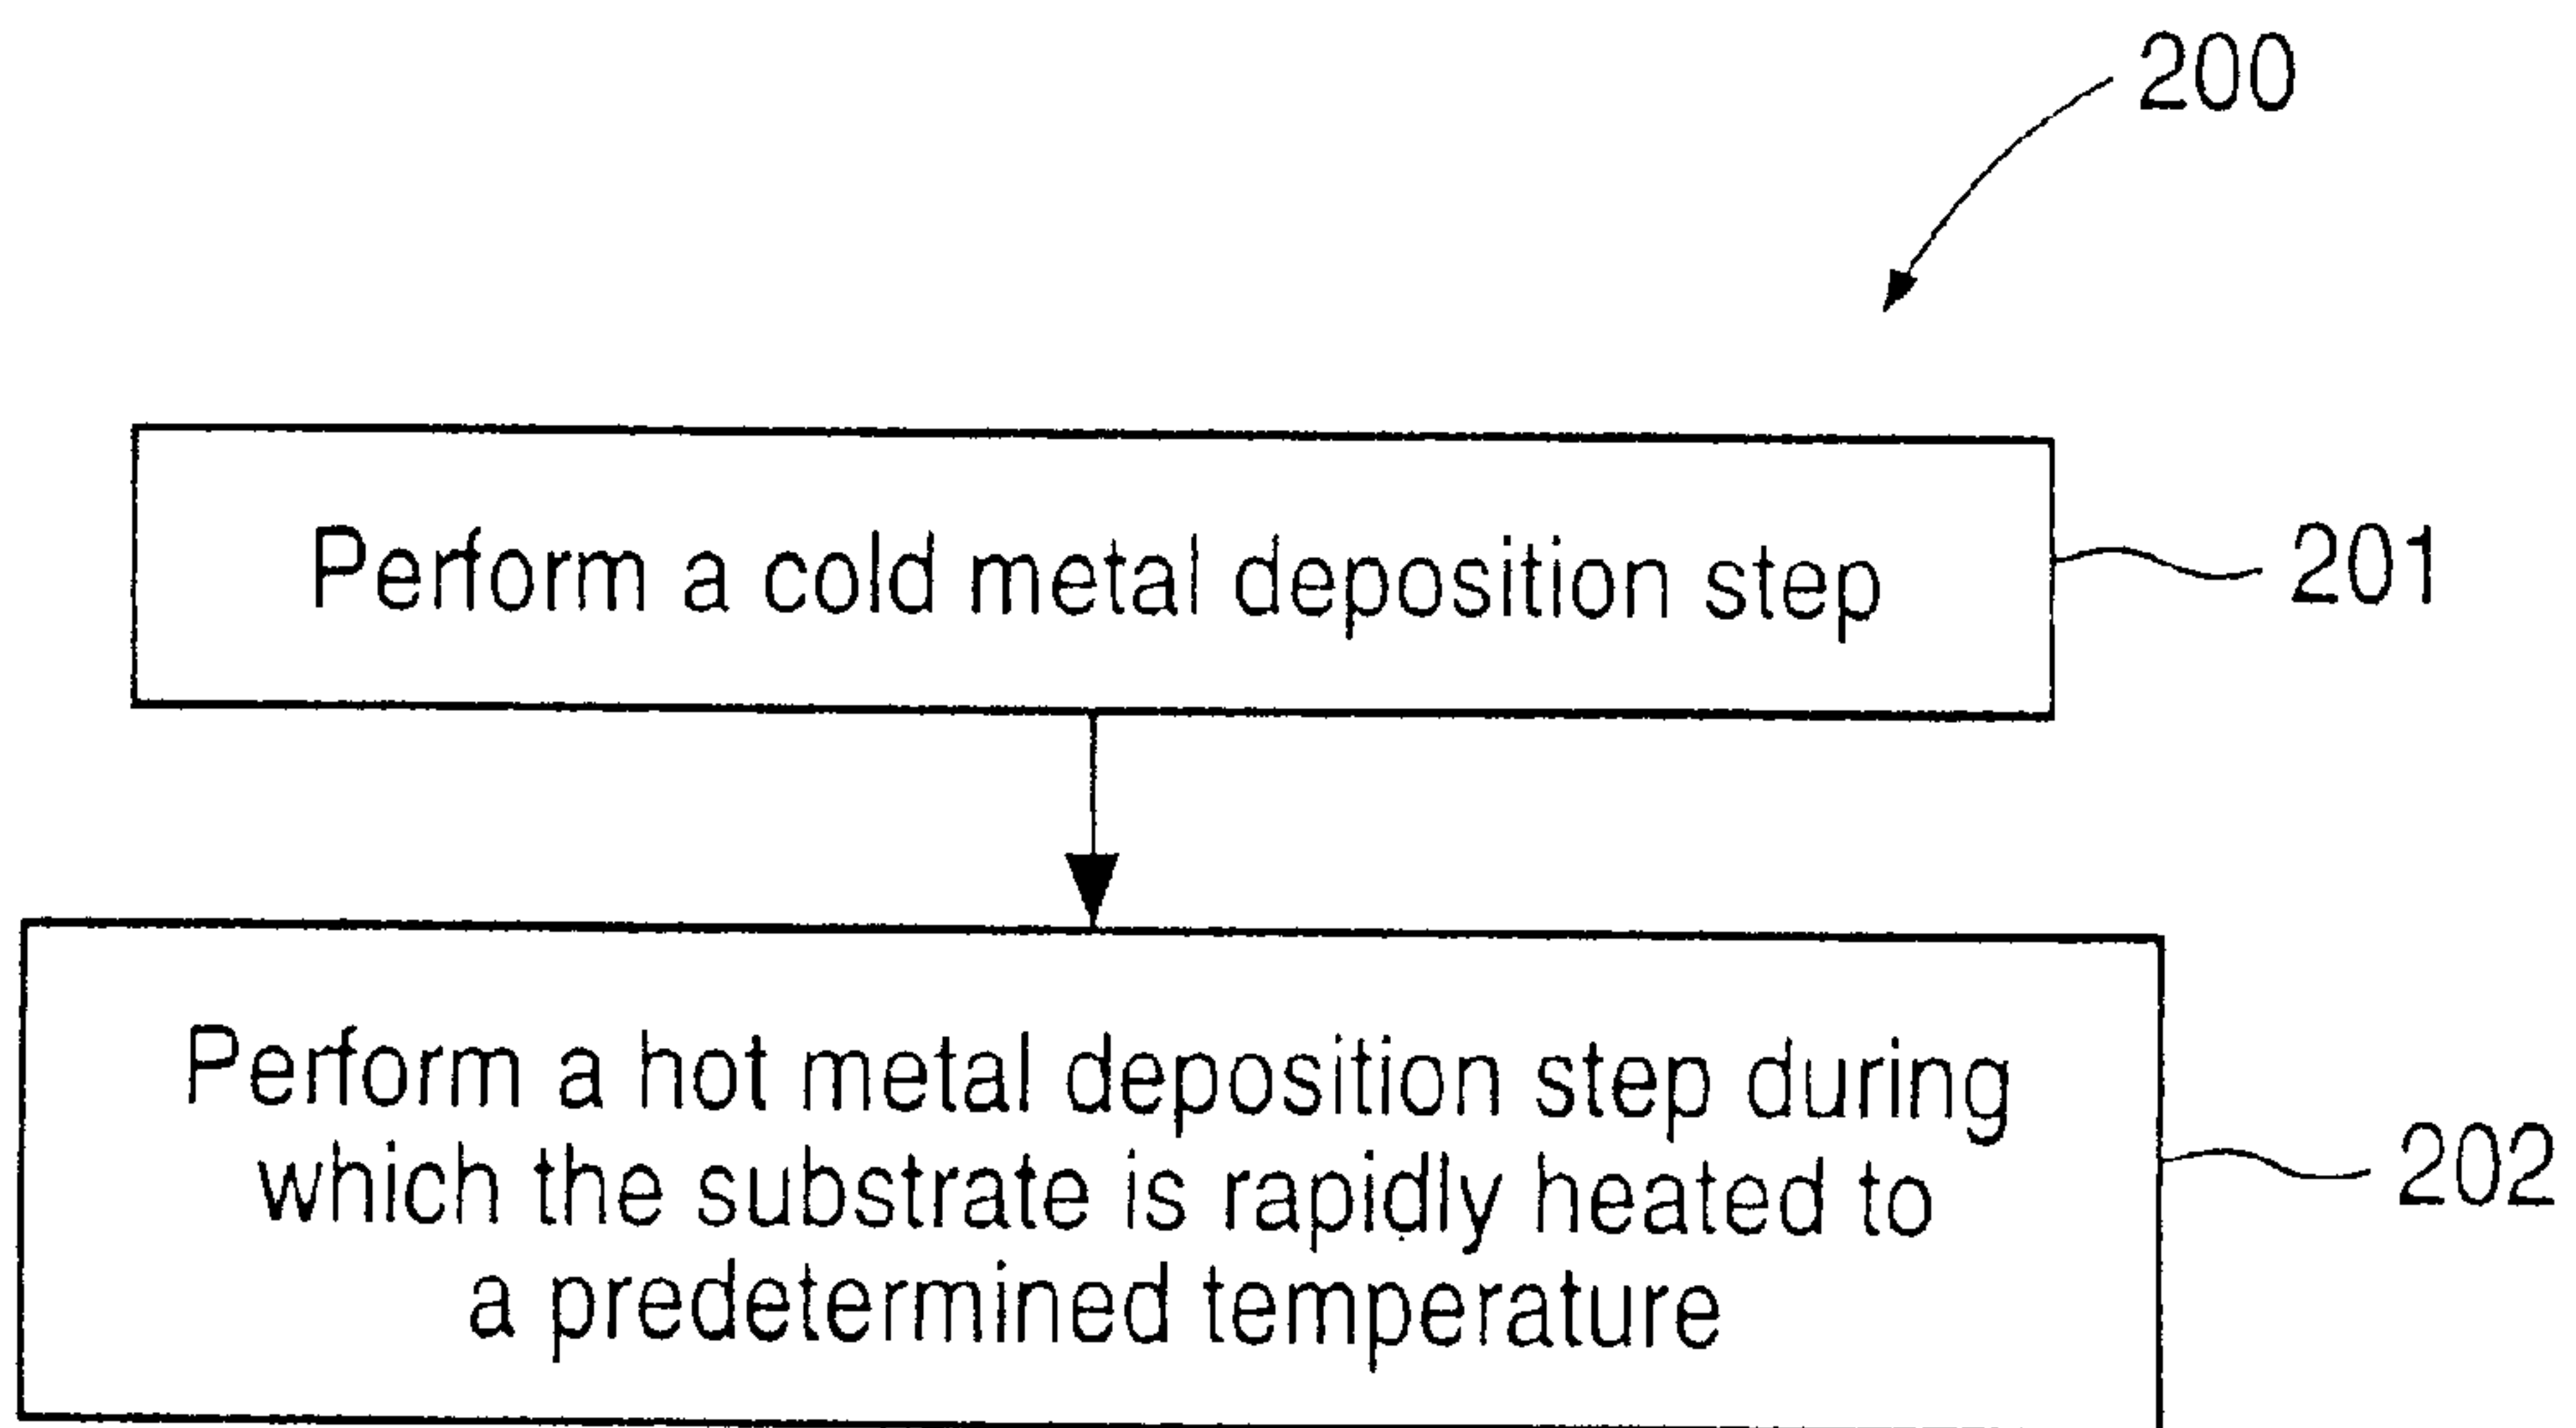 200
Perform a cold metal deposition step
201
Perform a hot metal deposition step during
which the substrate is rapidly heated to
a predetermined temperature
202